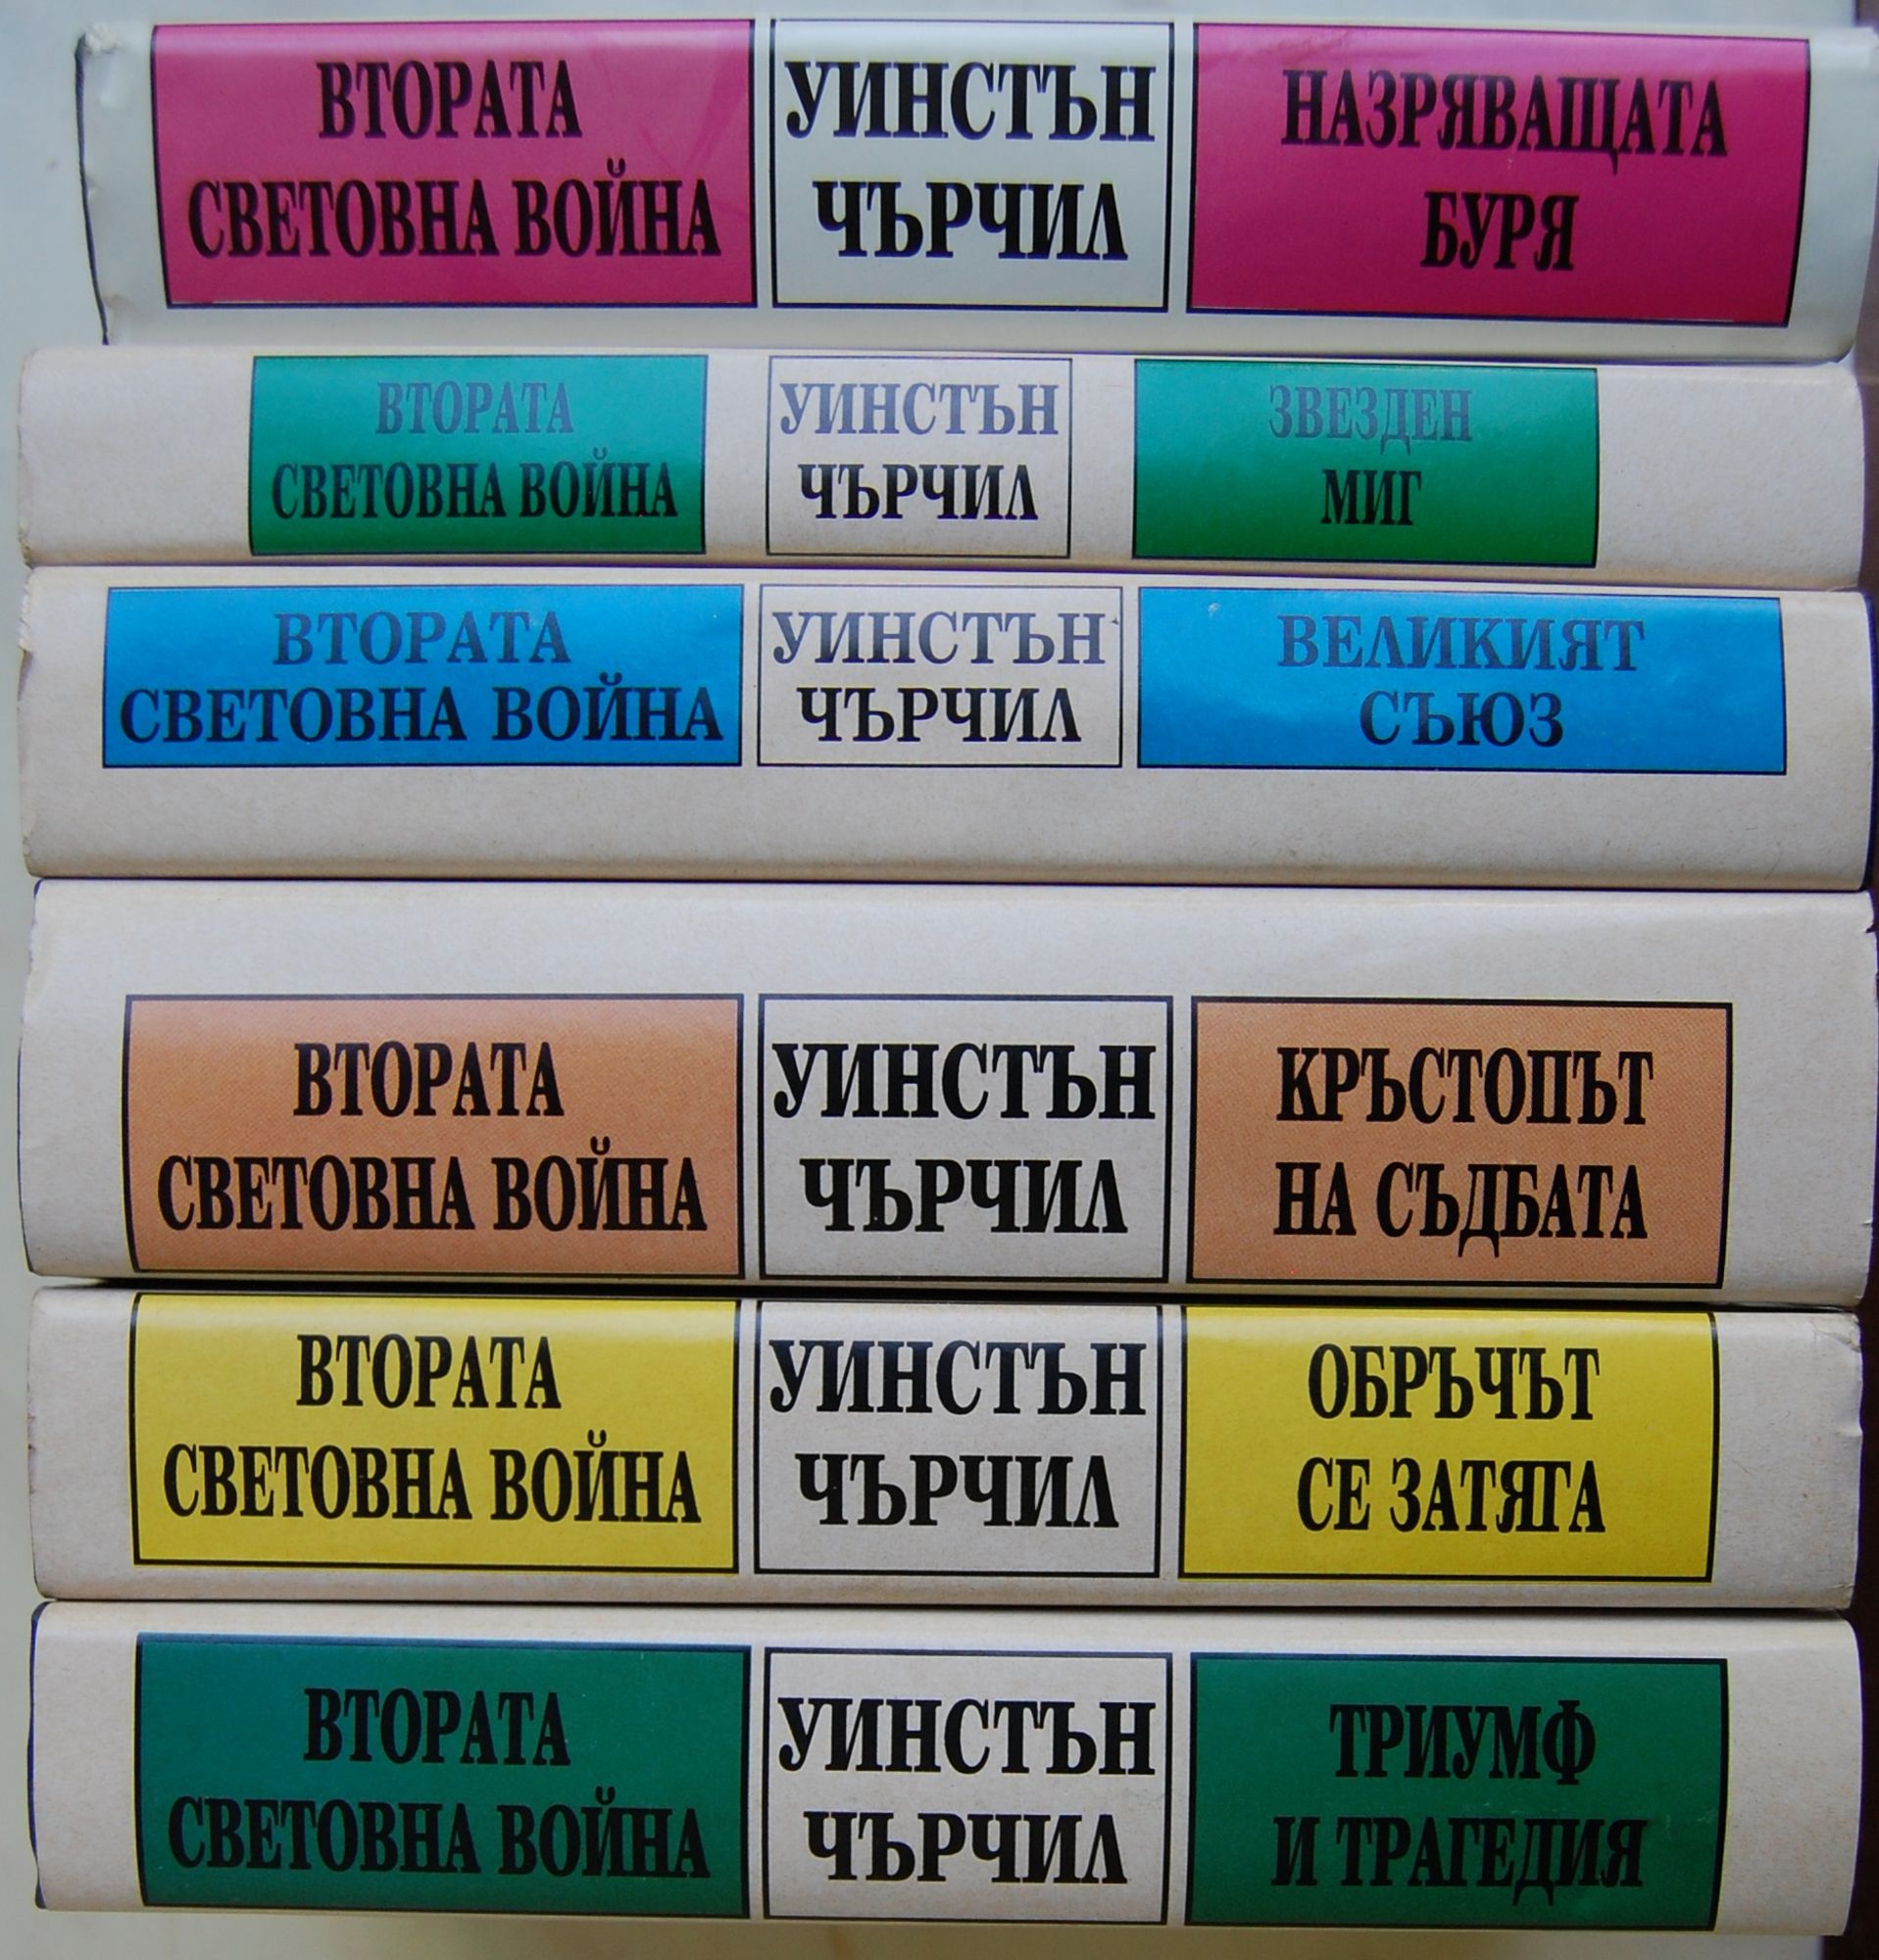 ВТОРАТА
СВЕТОВНА ВОЙНА
УИНСТЪН
ЧЪРЧИЛ
НАЗРЯВАЩАТА
БУРЯ
ВТОРАТА
СВЕТОВНА ВОЙНА
УИНСТЪН
ЧЪРЧИЛ
ЗВЕЗДЕН
МИГ
ВТОРАТА
СВЕТОВНА ВОЙНА
УИНСТЪН
ЧЪРЧИЛ
ВЕЛИКИЯТ
СЪЮЗ
ВТОРАТА
СВЕТОВНА ВОЙНА
УИНСТЪН
ЧЪРЧИЛ
КРЪСТОПЪТ
НА СЪДБАТА
ВТОРАТА
СВЕТОВНА ВОЙНА
УИНСТЪН
ЧЪРЧИЛ
ОБРЪЧЪТ
СЕ ЗАТЯГА
ВТОРАТА
СВЕТОВНА ВОЙНА
УИНСТЪН
ЧЪРЧИЛ
ТРИУМФ
И ТРАГЕДИЯ